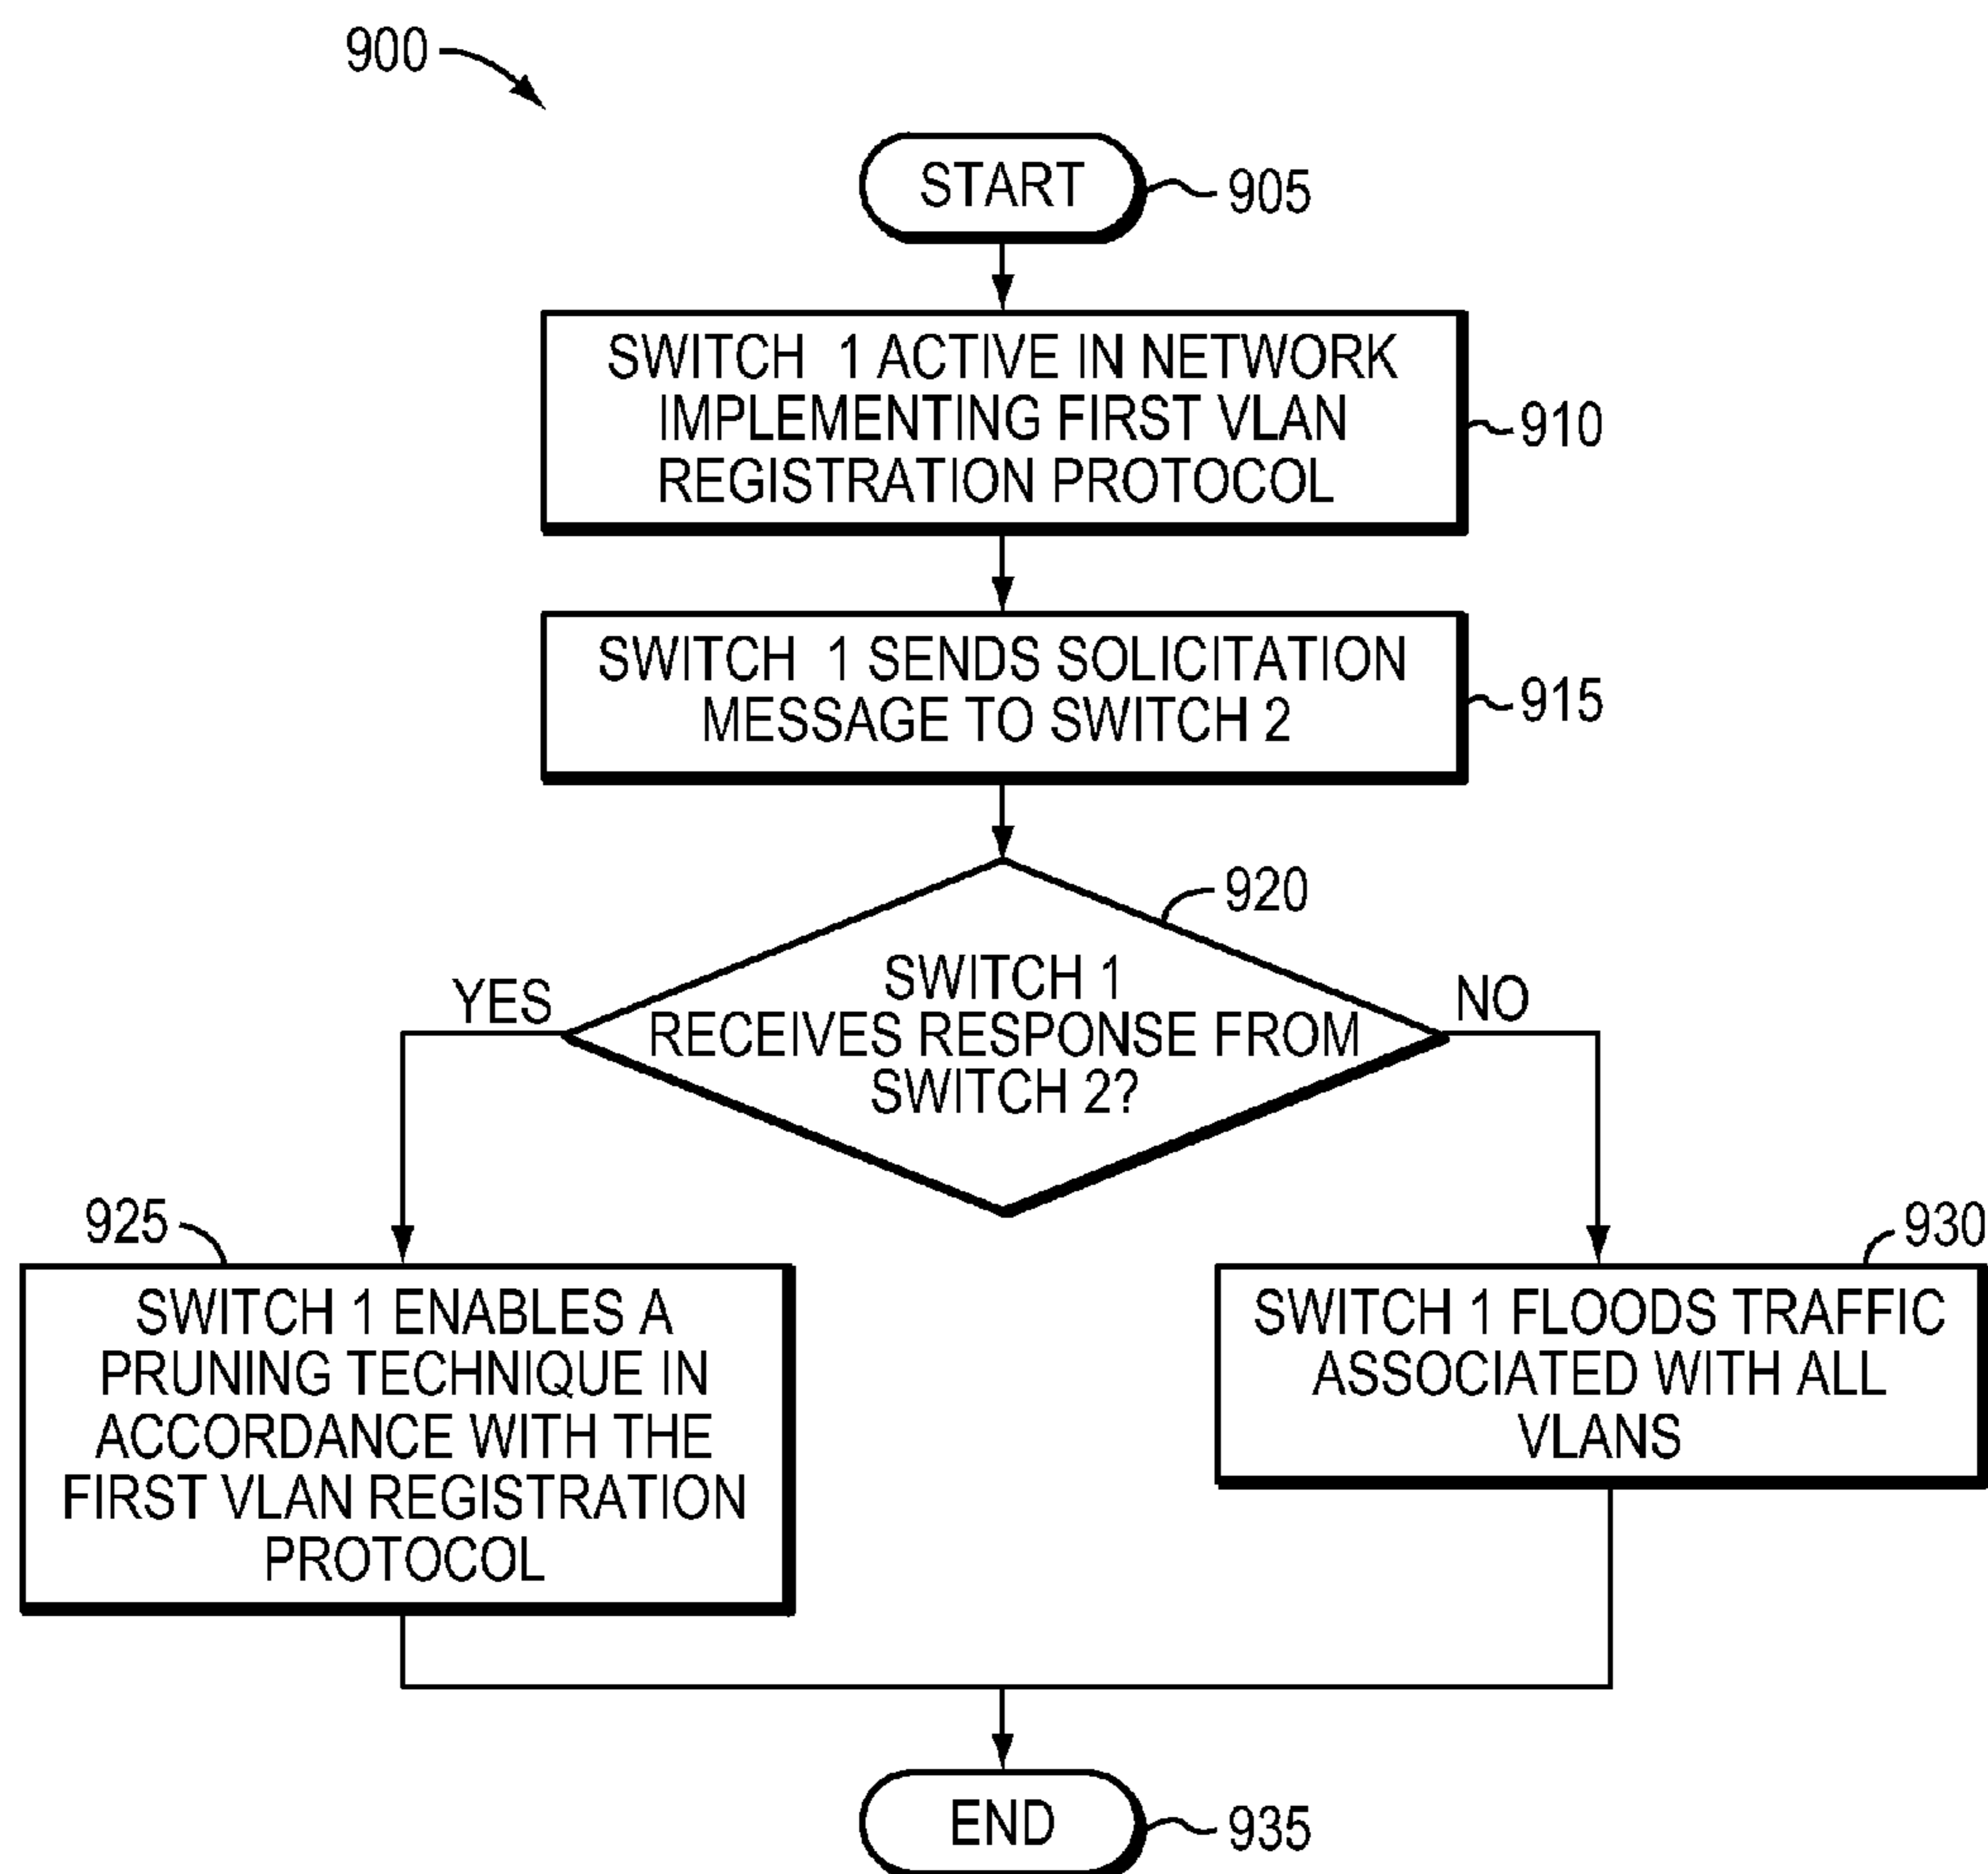 900
START
905
SWITCH 1 ACTIVE IN NETWORK
IMPLEMENTING FIRST VLAN
REGISTRATION PROTOCOL
910
SWITCH 1 SENDS SOLICITATION
MESSAGE TO SWITCH 2
915
920
SWITCH 1
RECEIVES RESPONSE FROM
SWITCH 2?
YES
NO
925
SWITCH 1 ENABLES A
PRUNING TECHNIQUE IN
ACCORDANCE WITH THE
FIRST VLAN REGISTRATION
PROTOCOL
930
SWITCH 1 FLOODS TRAFFIC
ASSOCIATED WITH ALL
VLANS
END
935